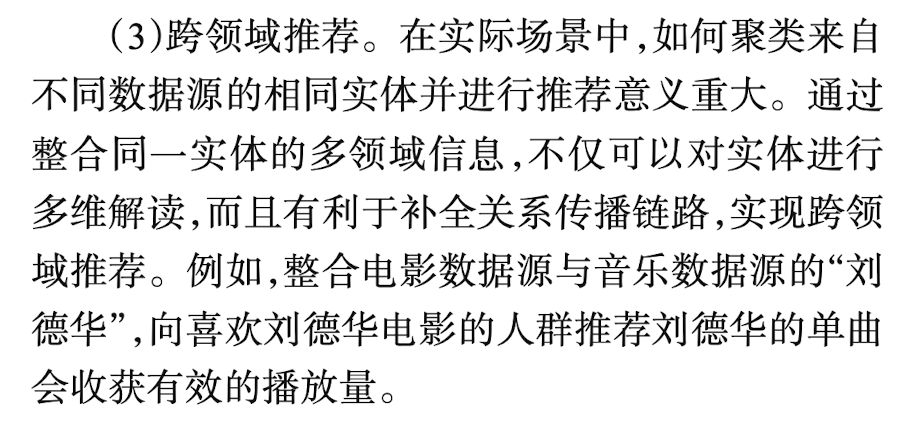 (3)跨领域推荐。在实际场景中,如何聚类来自
不同数据源的相同实体并进行推荐意义重大。通过
整合同一实体的多领域信息,不仅可以对实体进行
多维解读,而且有利于补全关系传播链路,实现跨领
域推荐。例如,整合电影数据源与音乐数据源的“刘
德华”,向喜欢刘德华电影的人群推荐刘德华的单曲
会收获有效的播放量。